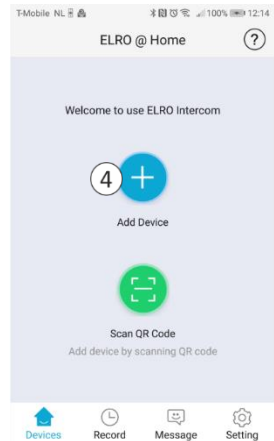 T-Mobile NL 100% 12:14
ELRO @ Home ?
Welcome to use ELRO Intercom
4
Add Device
Scan QR Code
Add device by scanning QR code
Devices Record Message Setting